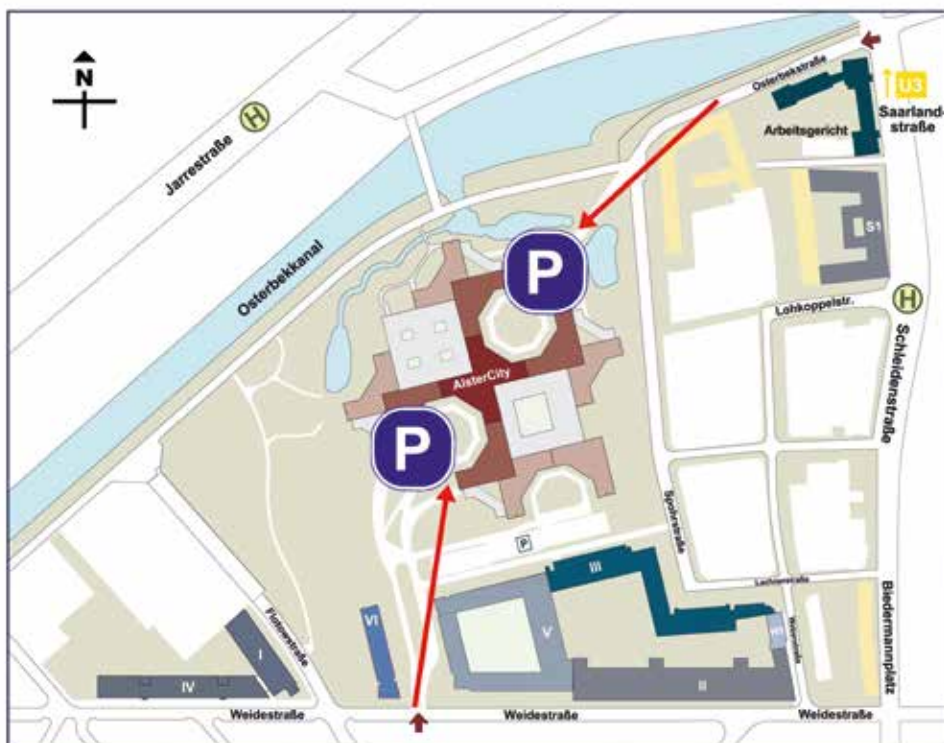 N
H
Jarrestraße
Osterbekkanal
Osterbekstraße
U3
Saarland-
straße
Arbeitsgericht
S1
H
Lohkoppelstr.
Schleidenstraße
P
AlsterCity
P
P
Spohrstraße
III
V
VI
II
I
IV
Flotowstraße
Biedermannplatz
Weidestraße
Weidestraße
Weidestraße